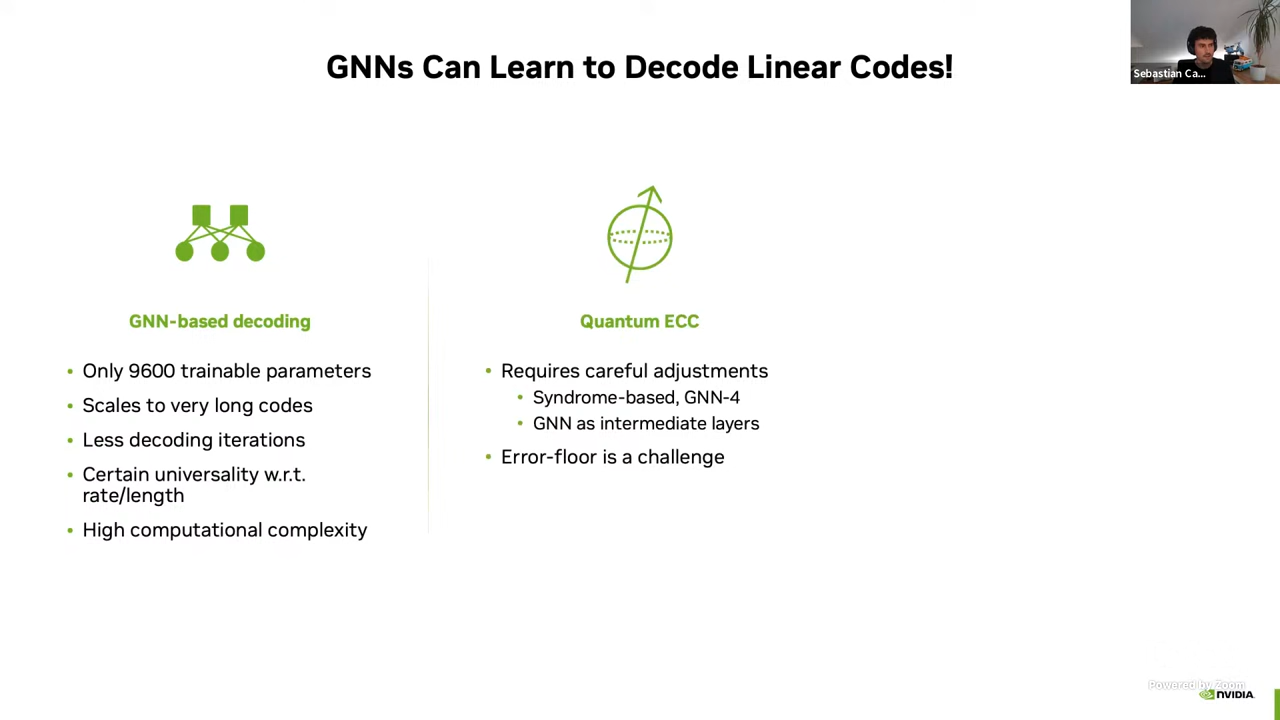 GNNs Can Learn to Decode Linear Codes!
Sebastian Ca...
GNN-based decoding
• Only 9600 trainable parameters
• Scales to very long codes
• Less decoding iterations
• Certain universality w.r.t.
rate/length
• High computational complexity
Quantum ECC
• Requires careful adjustments
• Syndrome-based, GNN-4
• GNN as intermediate layers
• Error-floor is a challenge
Powered by Zoom
NVIDIA